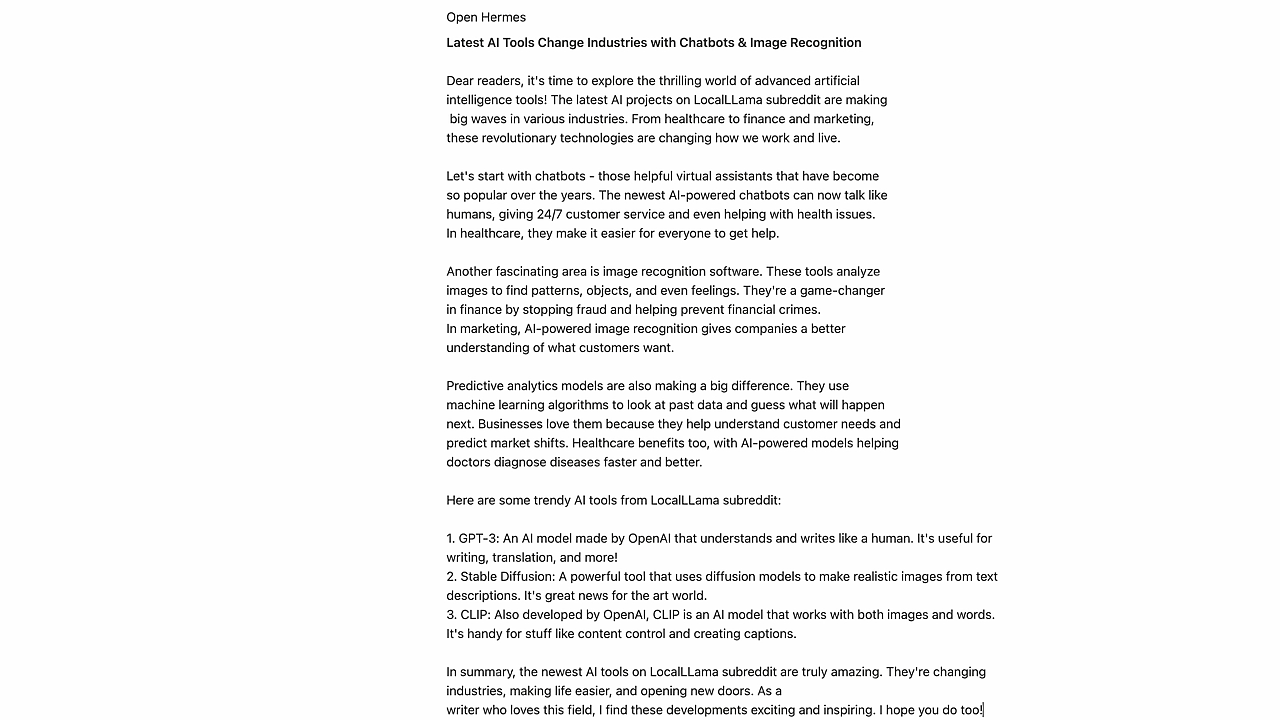 Open Hermes
Latest AI Tools Change Industries with Chatbots & Image Recognition
Dear readers, it's time to explore the thrilling world of advanced artificial
intelligence tools! The latest AI projects on LocalLLama subreddit are making
big waves in various industries. From healthcare to finance and marketing,
these revolutionary technologies are changing how we work and live.
Let's start with chatbots - those helpful virtual assistants that have become
so popular over the years. The newest AI-powered chatbots can now talk like
humans, giving 24/7 customer service and even helping with health issues.
In healthcare, they make it easier for everyone to get help.
Another fascinating area is image recognition software. These tools analyze
images to find patterns, objects, and even feelings. They're a game-changer
in finance by stopping fraud and helping prevent financial crimes.
In marketing, AI-powered image recognition gives companies a better
understanding of what customers want.
Predictive analytics models are also making a big difference. They use
machine learning algorithms to look at past data and guess what will happen
next. Businesses love them because they help understand customer needs and
predict market shifts. Healthcare benefits too, with AI-powered models helping
doctors diagnose diseases faster and better.
Here are some trendy AI tools from LocalLLama subreddit:
1. GPT-3: An AI model made by OpenAI that understands and writes like a human. It's useful for
writing, translation, and more!
2. Stable Diffusion: A powerful tool that uses diffusion models to make realistic images from text
descriptions. It's great news for the art world.
3. CLIP: Also developed by OpenAI, CLIP is an AI model that works with both images and words.
It's handy for stuff like content control and creating captions.
In summary, the newest AI tools on LocalLLama subreddit are truly amazing. They're changing
industries, making life easier, and opening new doors. As a
writer who loves this field, I find these developments exciting and inspiring. I hope you do too!